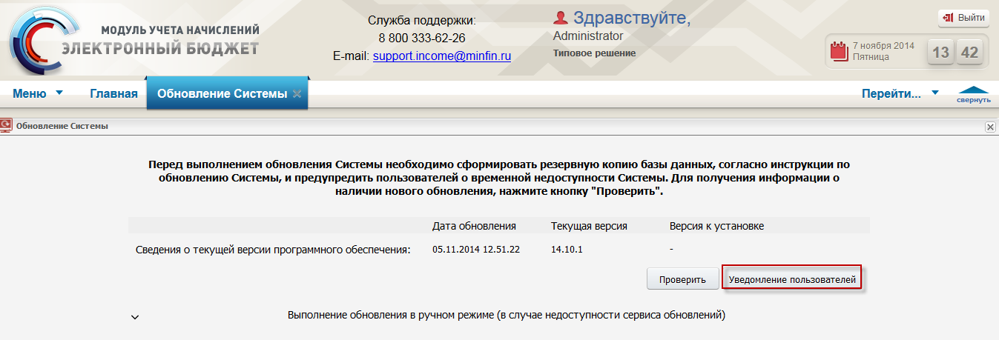 МОДУЛЬ УЧЕТА НАЧИСЛЕНИЙ
ЭЛЕКТРОННЫЙ БЮДЖЕТ
Служба поддержки:
8 800 333-62-26
E-mail: support.income@minfin.ru
Здравствуйте,
Administrator
Типовое решение
Выйти
7 ноября 2014
Пятница
13 42
Меню Главная Обновление Системы Перейти... свернуть
Обновление Системы
Перед выполнением обновления Системы необходимо сформировать резервную копию базы данных, согласно инструкции по
обновлению Системы, и предупредить пользователей о временной недоступности Системы. Для получения информации о
наличии нового обновления, нажмите кнопку "Проверить".
Дата обновления Текущая версия Версия к установке
Сведения о текущей версии программного обеспечения: 05.11.2014 12.51.22 14.10.1 -
Проверить Уведомление пользователей
Выполнение обновления в ручном режиме (в случае недоступности сервиса обновлений)